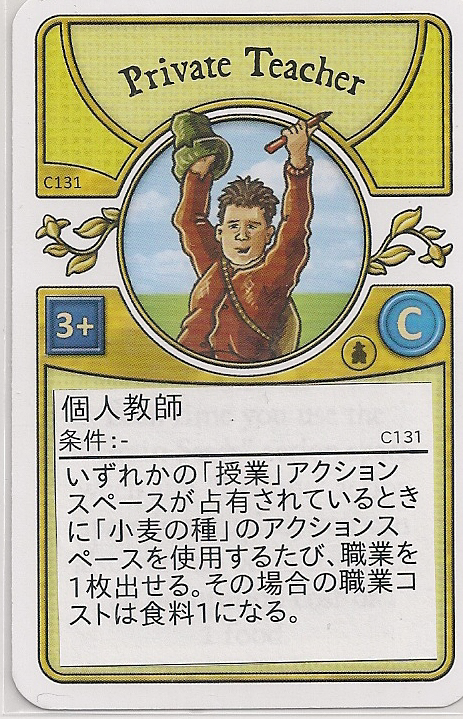 Private Teacher
C131
3+
C
個人教師
条件:-
C131
いずれかの「授業」アクション
スペースが占有されているとき
に「小麦の種」のアクションス
ペースを使用するたび、職業を
1枚出せる。その場合の職業コ
ストは食料1になる。